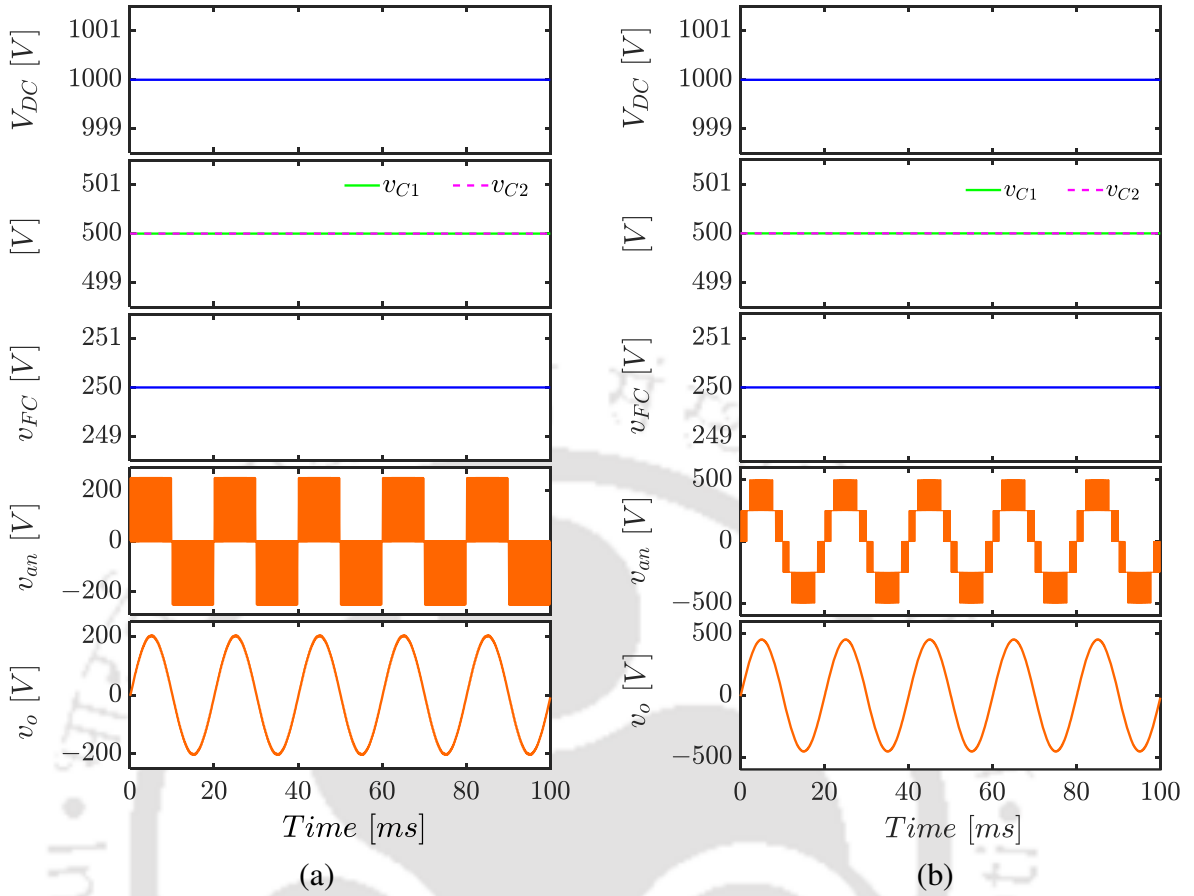 1001
1000
999
V_DC [V]
501
500
499
[V]
v_C1 v_C2
251
250
249
v_FC [V]
200
0
−200
v_an [V]
200
0
−200
v_o [V]
0 20 40 60 80 100
Time [ms]
(a)
1001
1000
999
V_DC [V]
501
500
499
[V]
v_C1 v_C2
251
250
249
v_FC [V]
500
0
−500
v_an [V]
500
0
−500
v_o [V]
0 20 40 60 80 100
Time [ms]
(b)